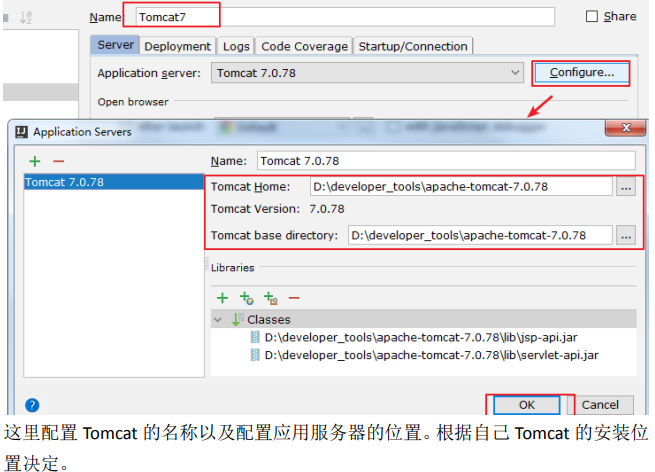 Name: Tomcat7 Share
Server Deployment Logs Code Coverage Startup/Connection
Application server: Tomcat 7.0.78 Configure...
Open browser
Default with JavaScript debugger
Application Servers
Name: Tomcat 7.0.78
Tomcat 7.0.78
Tomcat Home: D:\developer_tools\apache-tomcat-7.0.78 ...
Tomcat Version: 7.0.78
Tomcat base directory: D:\developer_tools\apache-tomcat-7.0.78 ...
Libraries
Classes
D:\developer_tools\apache-tomcat-7.0.78\lib\jsp-api.jar
D:\developer_tools\apache-tomcat-7.0.78\lib\servlet-api.jar
? OK Cancel
这里配置 Tomcat 的名称以及配置应用服务器的位置。根据自己 Tomcat 的安装位
置决定。